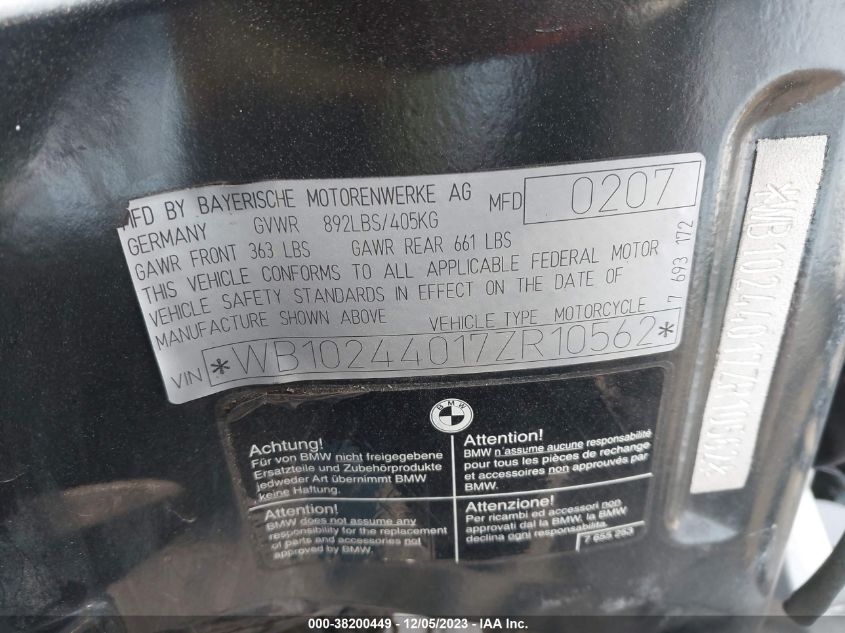 MFD BY BAYERISCHE MOTORENWERKE AG MFD 0207
GERMANY GVWR 892LBS/405KG
GAWR FRONT 363 LBS GAWR REAR 661 LBS
THIS VEHICLE CONFORMS TO ALL APPLICABLE FEDERAL MOTOR
VEHICLE SAFETY STANDARDS IN EFFECT ON THE DATE OF
MANUFACTURE SHOWN ABOVE VEHICLE TYPE MOTORCYCLE
7 693 172
VIN *WB10244017ZR10562*
*WB10244017ZR10562*
BMW
Achtung!
Für von BMW nicht freigegebene
Ersatzteile und Zubehörprodukte
jedweder Art übernimmt BMW
keine Haftung.
Attention!
BMW n'assume aucune responsabilité
pour tous les pièces de rechange
et accessoires non approuvés par
BMW.
Attention!
BMW does not assume any
responsibility for the replacement
of parts and accessories not
approved by BMW.
Attenzione!
Per ricambi ed accessori non
approvati dal la BMW, la BMW
declina ogni responsabilita.
7 655 253
000-38200449 - 12/05/2023 - IAA Inc.